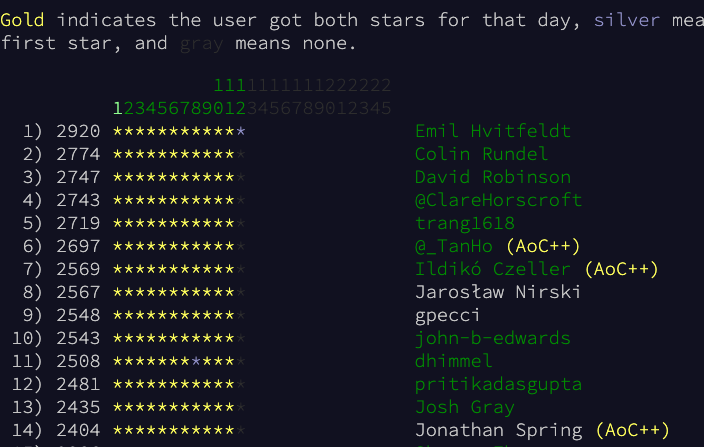 Gold indicates the user got both stars for that day, silver mea
first star, and gray means none.
1111111111222222
1234567890123456789012345
1) 2920 ************ Emil Hvitfeldt
2) 2774 ************ Colin Rundel
3) 2747 ************ David Robinson
4) 2743 ************ @ClareHorscroft
5) 2719 ************ trang1618
6) 2697 ************ @_TanHo (AoC++)
7) 2569 ************ Ildikó Czeller (AoC++)
8) 2567 ************ Jarosław Nirski
9) 2548 ************ gpecci
10) 2543 ************ john-b-edwards
11) 2508 ************ dhimmel
12) 2481 ************ pritikadasgupta
13) 2435 ************ Josh Gray
14) 2404 ************ Jonathan Spring (AoC++)